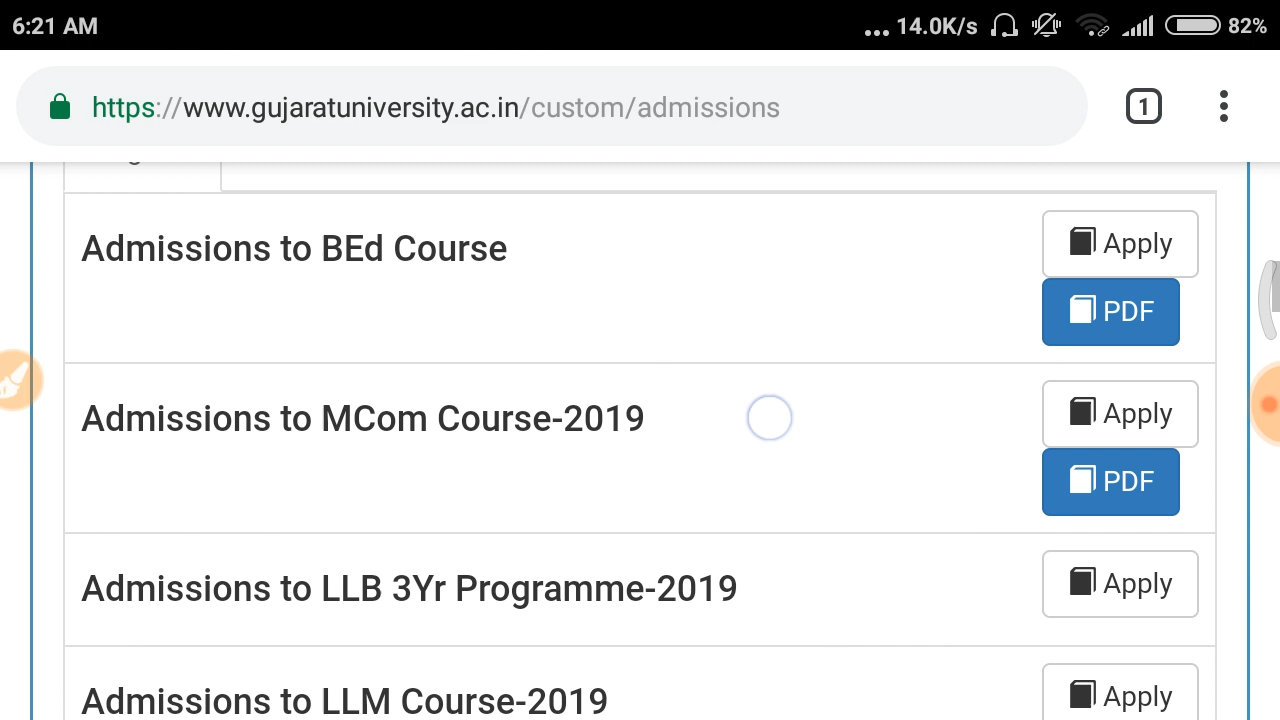 6:21 AM
... 14.0K/s 82%
https://www.gujaratuniversity.ac.in/custom/admissions
1
Admissions to BEd Course
Apply
PDF
Admissions to MCom Course-2019
Apply
PDF
Admissions to LLB 3Yr Programme-2019
Apply
Admissions to LLM Course-2019
Apply